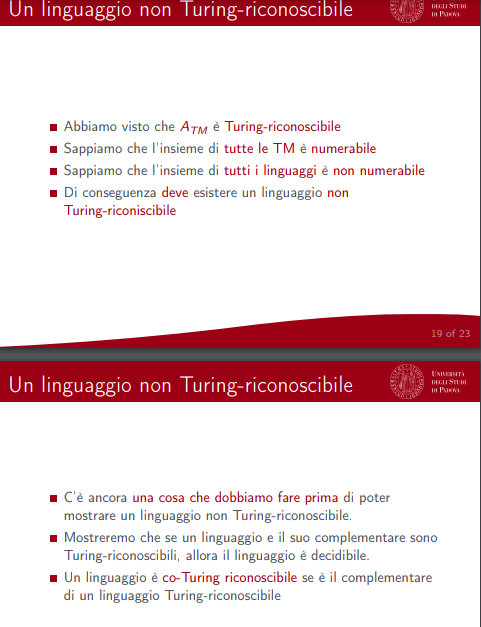 Un linguaggio non Turing-riconoscibile
DEGLI STUDI
DI PADOVA
Abbiamo visto che A_TM è Turing-riconoscibile
Sappiamo che l'insieme di tutte le TM è numerabile
Sappiamo che l'insieme di tutti i linguaggi è non numerabile
Di conseguenza deve esistere un linguaggio non
Turing-riconiscibile
19 of 23
Un linguaggio non Turing-riconoscibile
UNIVERSITÀ
DEGLI STUDI
DI PADOVA
C'è ancora una cosa che dobbiamo fare prima di poter
mostrare un linguaggio non Turing-riconoscibile.
Mostreremo che se un linguaggio e il suo complementare sono
Turing-riconoscibili, allora il linguaggio è decidibile.
Un linguaggio è co-Turing riconoscibile se è il complementare
di un linguaggio Turing-riconoscibile